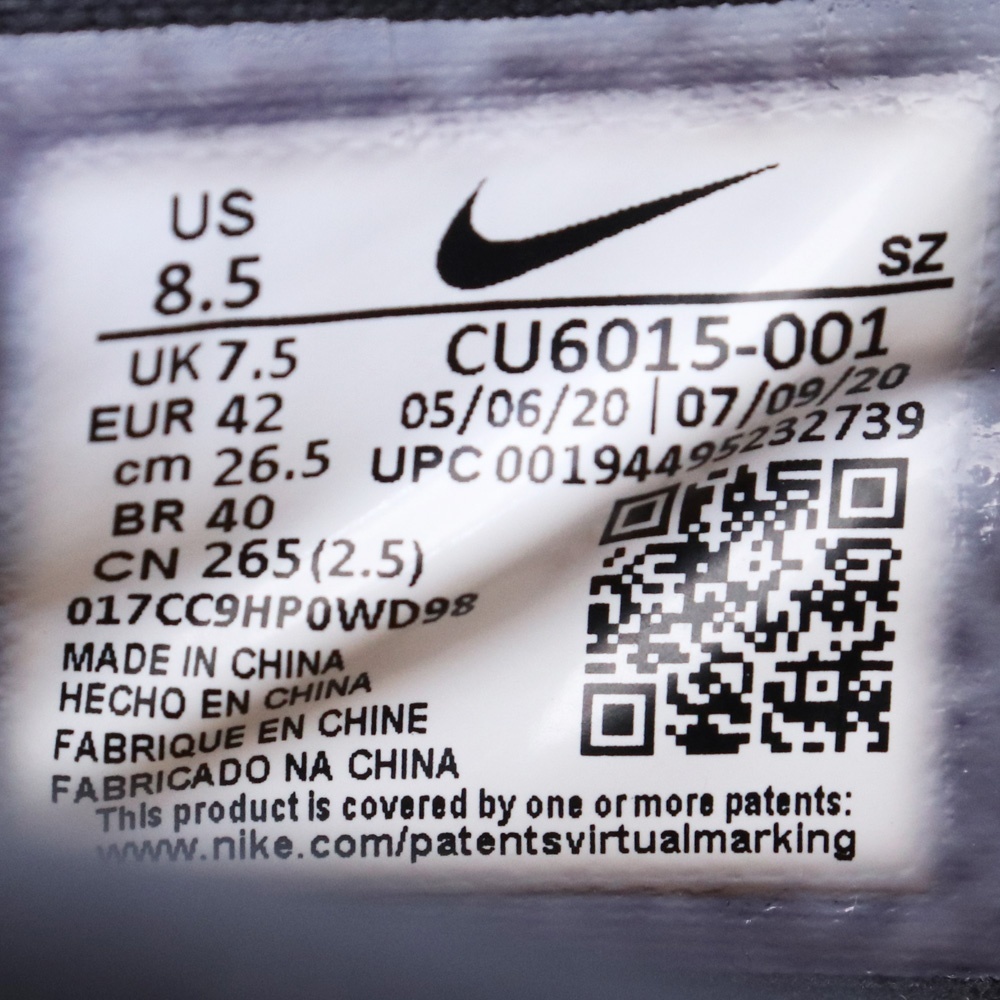 US
8.5
SZ
UK 7.5
CU6015-001
EUR 42
05/06/20 | 07/09/20
cm 26.5
UPC 00194495232739
BR 40
CN 265(2.5)
017CC9HP0WD98
MADE IN CHINA
HECHO EN CHINA
FABRIQUE EN CHINE
FABRICADO NA CHINA
This product is covered by one or more patents:
www.nike.com/patentsvirtualmarking